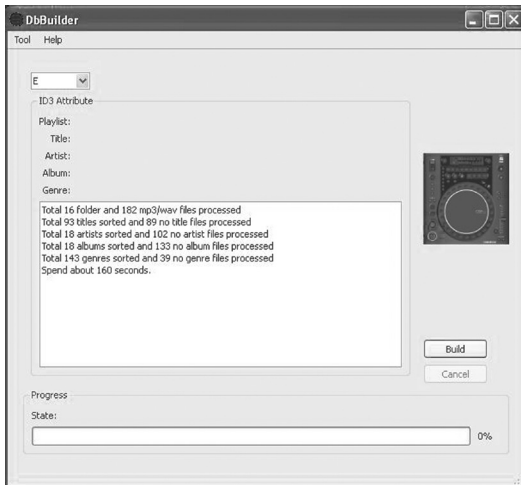 DbBuilder
Tool Help
E
ID3 Attribute
Playlist:
Title:
Artist:
Album:
Genre:
Total 16 folder and 182 mp3/wav files processed
Total 93 titles sorted and 89 no title files processed
Total 18 artists sorted and 102 no artist files processed
Total 18 albums sorted and 133 no album files processed
Total 143 genres sorted and 39 no genre files processed
Spend about 160 seconds.
Build
Cancel
Progress
State:
0%